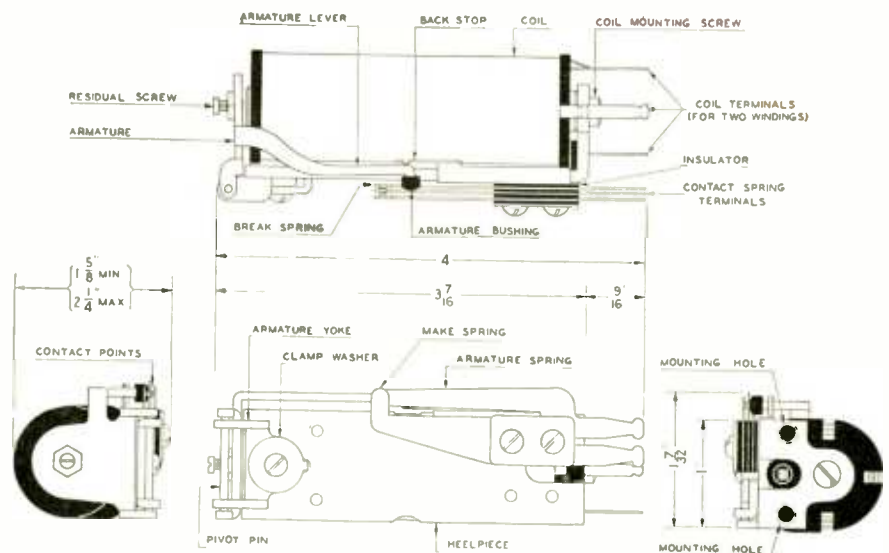 ARMATURE LEVER
BACK STOP
COIL
COIL MOUNTING SCREW
RESIDUAL SCREW
ARMATURE
COIL TERMINALS
(FOR TWO WINDINGS)
INSULATOR
CONTACT SPRING
TERMINALS
BREAK SPRING
ARMATURE BUSHING
4
3 7/16
9/16
1 5/8" MIN
2 1/4" MAX
CONTACT POINTS
ARMATURE YOKE
CLAMP WASHER
MAKE SPRING
ARMATURE SPRING
MOUNTING HOLE
1 7/32
1
PIVOT PIN
HEELPIECE
MOUNTING HOLE